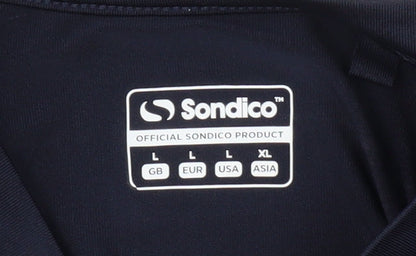 Sondico™
OFFICIAL SONDICO PRODUCT
L L L XL
GB EUR USA ASIA